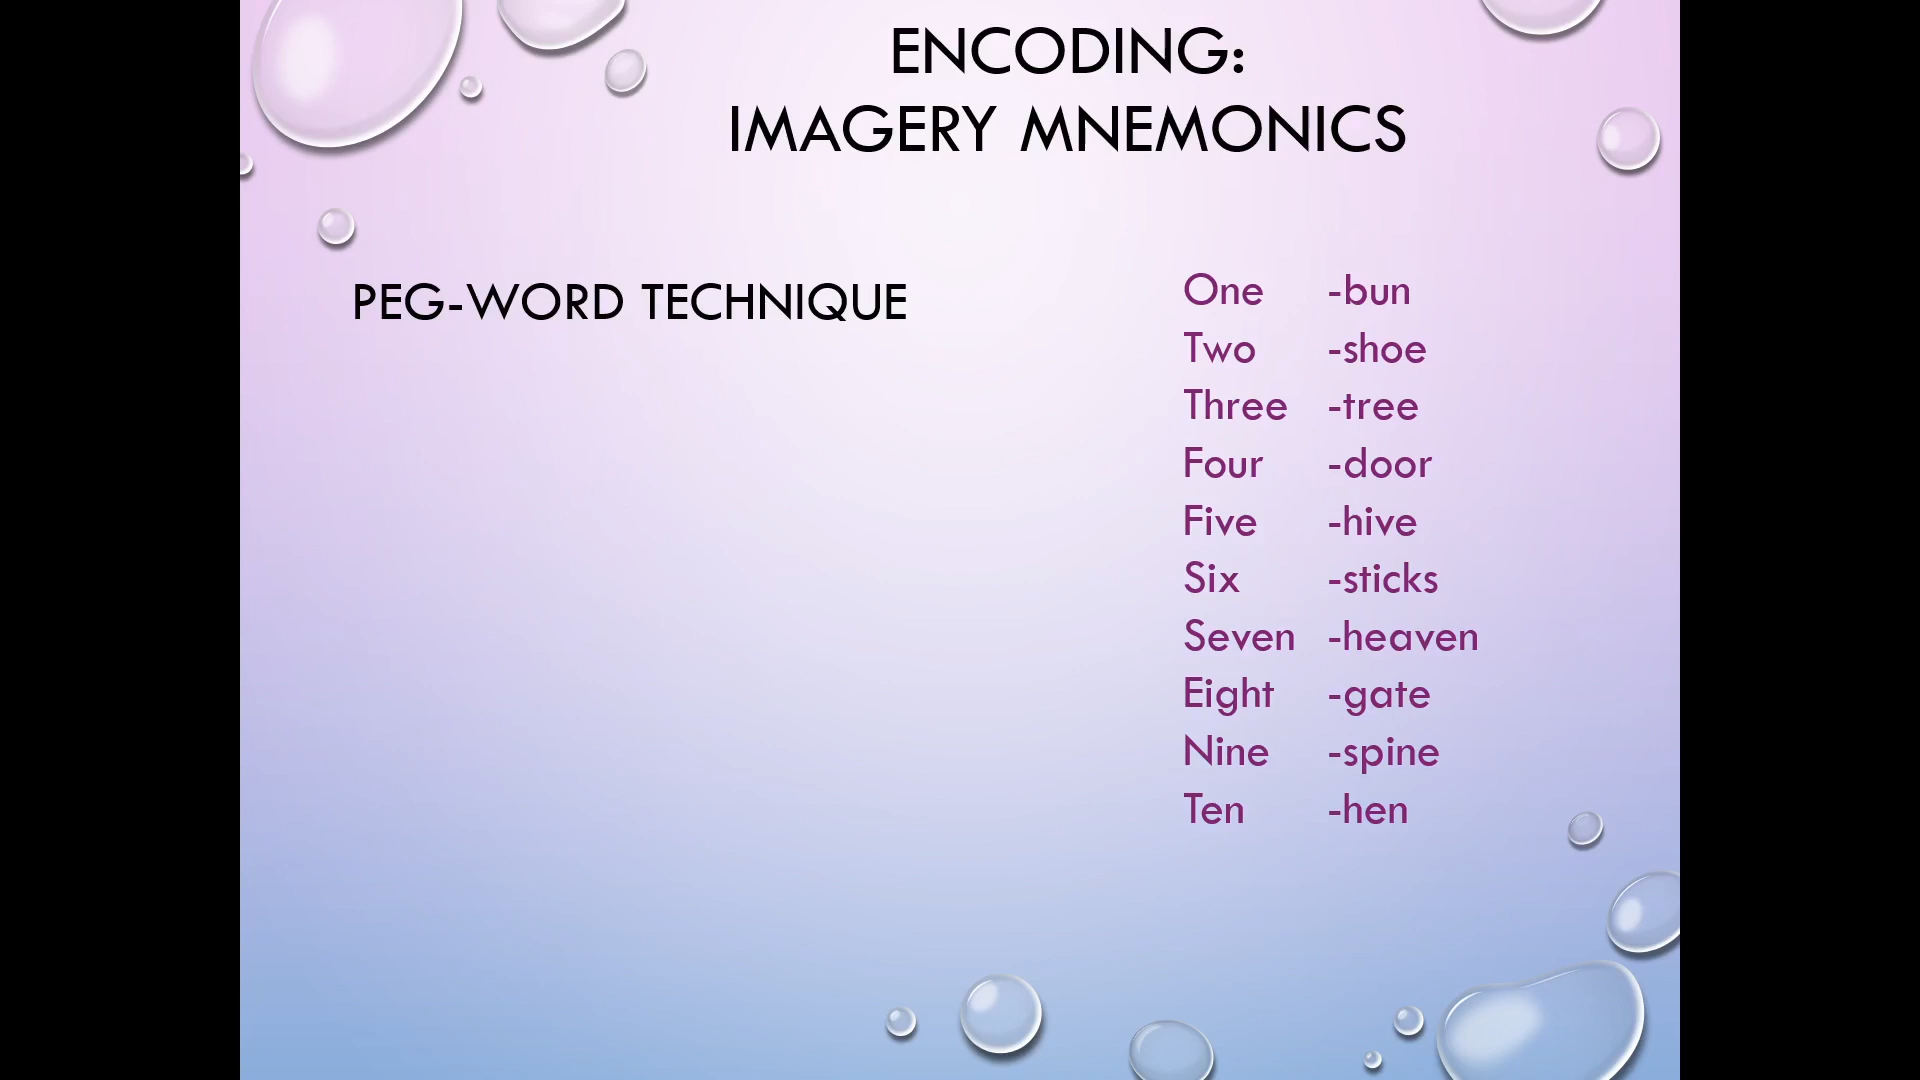 ENCODING:
IMAGERY MNEMONICS
PEG-WORD TECHNIQUE
One -bun
Two -shoe
Three -tree
Four -door
Five -hive
Six -sticks
Seven -heaven
Eight -gate
Nine -spine
Ten -hen